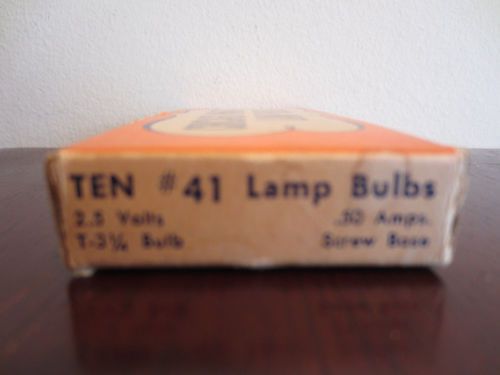 TEN #41 Lamp Bulbs
2.5 Volts .50 Amps.
T-3¼ Bulb Screw Base